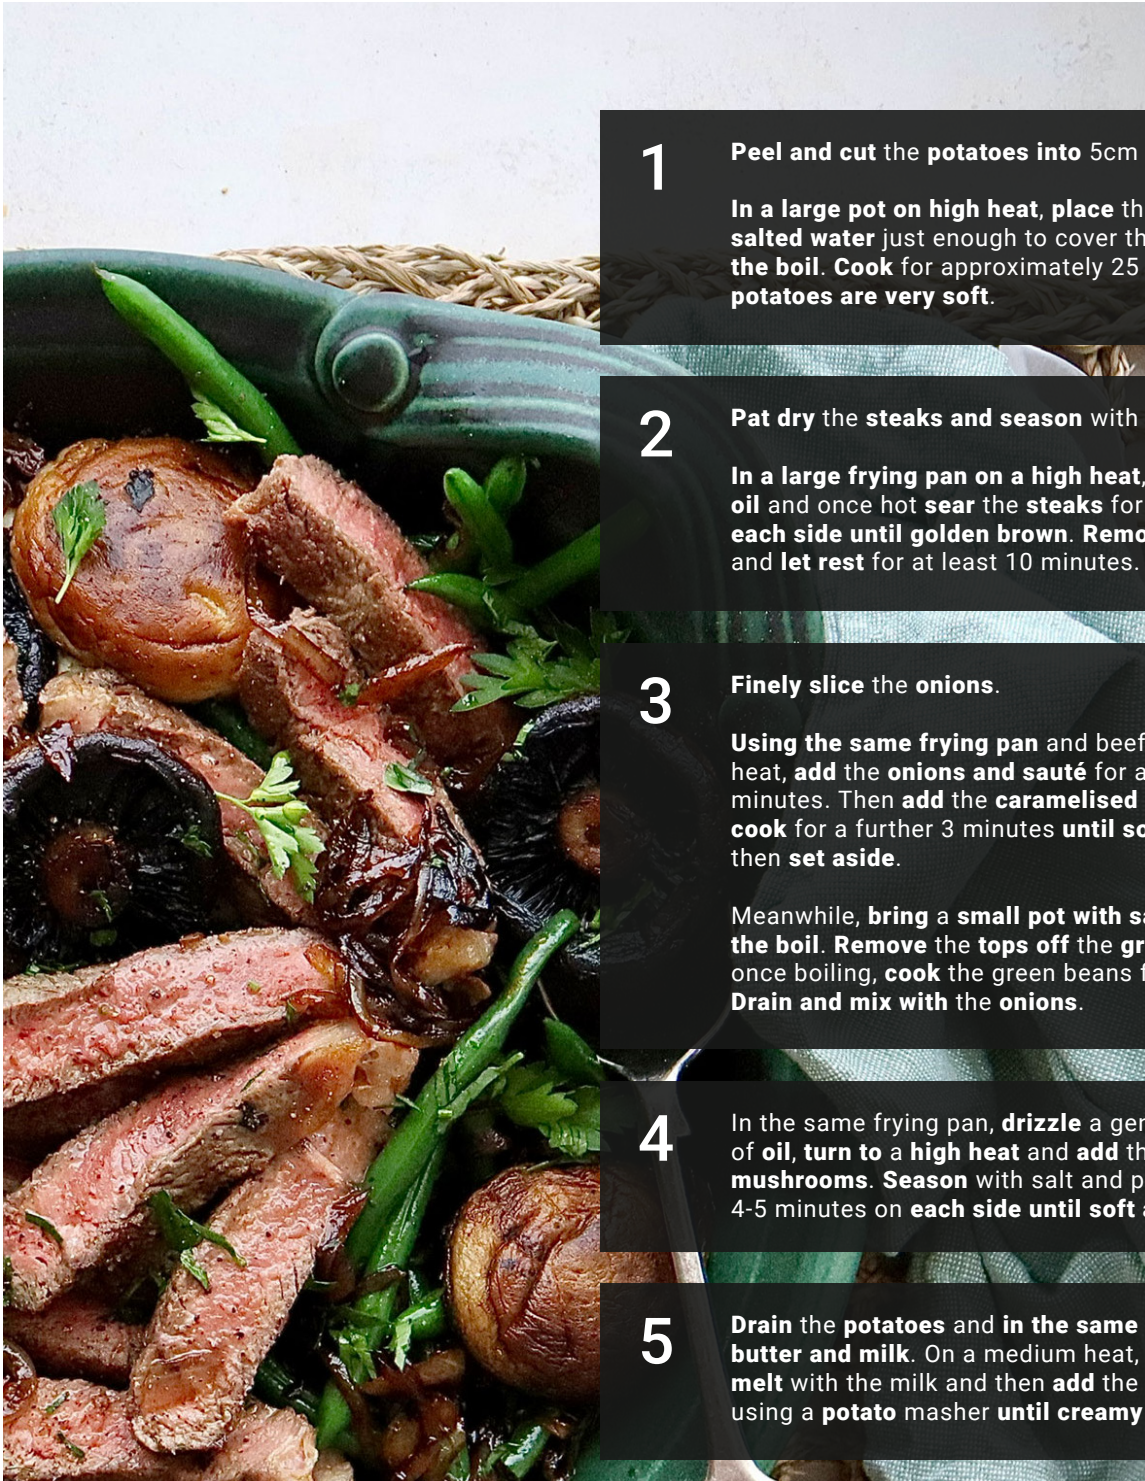 1
Peel and cut the potatoes into 5cm
In a large pot on high heat, place
salted water just enough to cover
the boil. Cook for approximately 25
potatoes are very soft.
2
Pat dry the steaks and season with
In a large frying pan on a high heat,
oil and once hot sear the steaks for
each side until golden brown.
and let rest for at least 10 minutes.
3
Finely slice the onions.
Using the same frying pan and beef
heat, add the onions and sauté for a
minutes. Then add the caramelised
cook for a further 3 minutes until
then set aside.
Meanwhile, bring a small pot with
the boil. Remove the tops off the
once boiling, cook the green beans
Drain and mix with the onions.
4
In the same frying pan, drizzle a
of oil, turn to a high heat and add
mushrooms. Season with salt and
4-5 minutes on each side until soft
5
Drain the potatoes and in the same
butter and milk. On a medium heat,
melt with the milk and then add the
using a potato masher until creamy